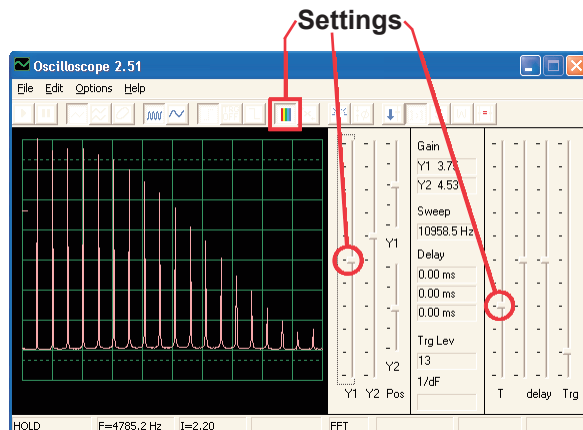 Settings
Oscilloscope 2.51
File Edit Options Help
Gain
Y1 3.75
Y2 4.53
Sweep
10958.5 Hz
Y1
Delay
0.00 ms
0.00 ms
0.00 ms
Trg Lev
13
Y2
1/dF
Y1 Y2 Pos
T delay Trg
HOLD F=4785.2 Hz I=2.20 FFT